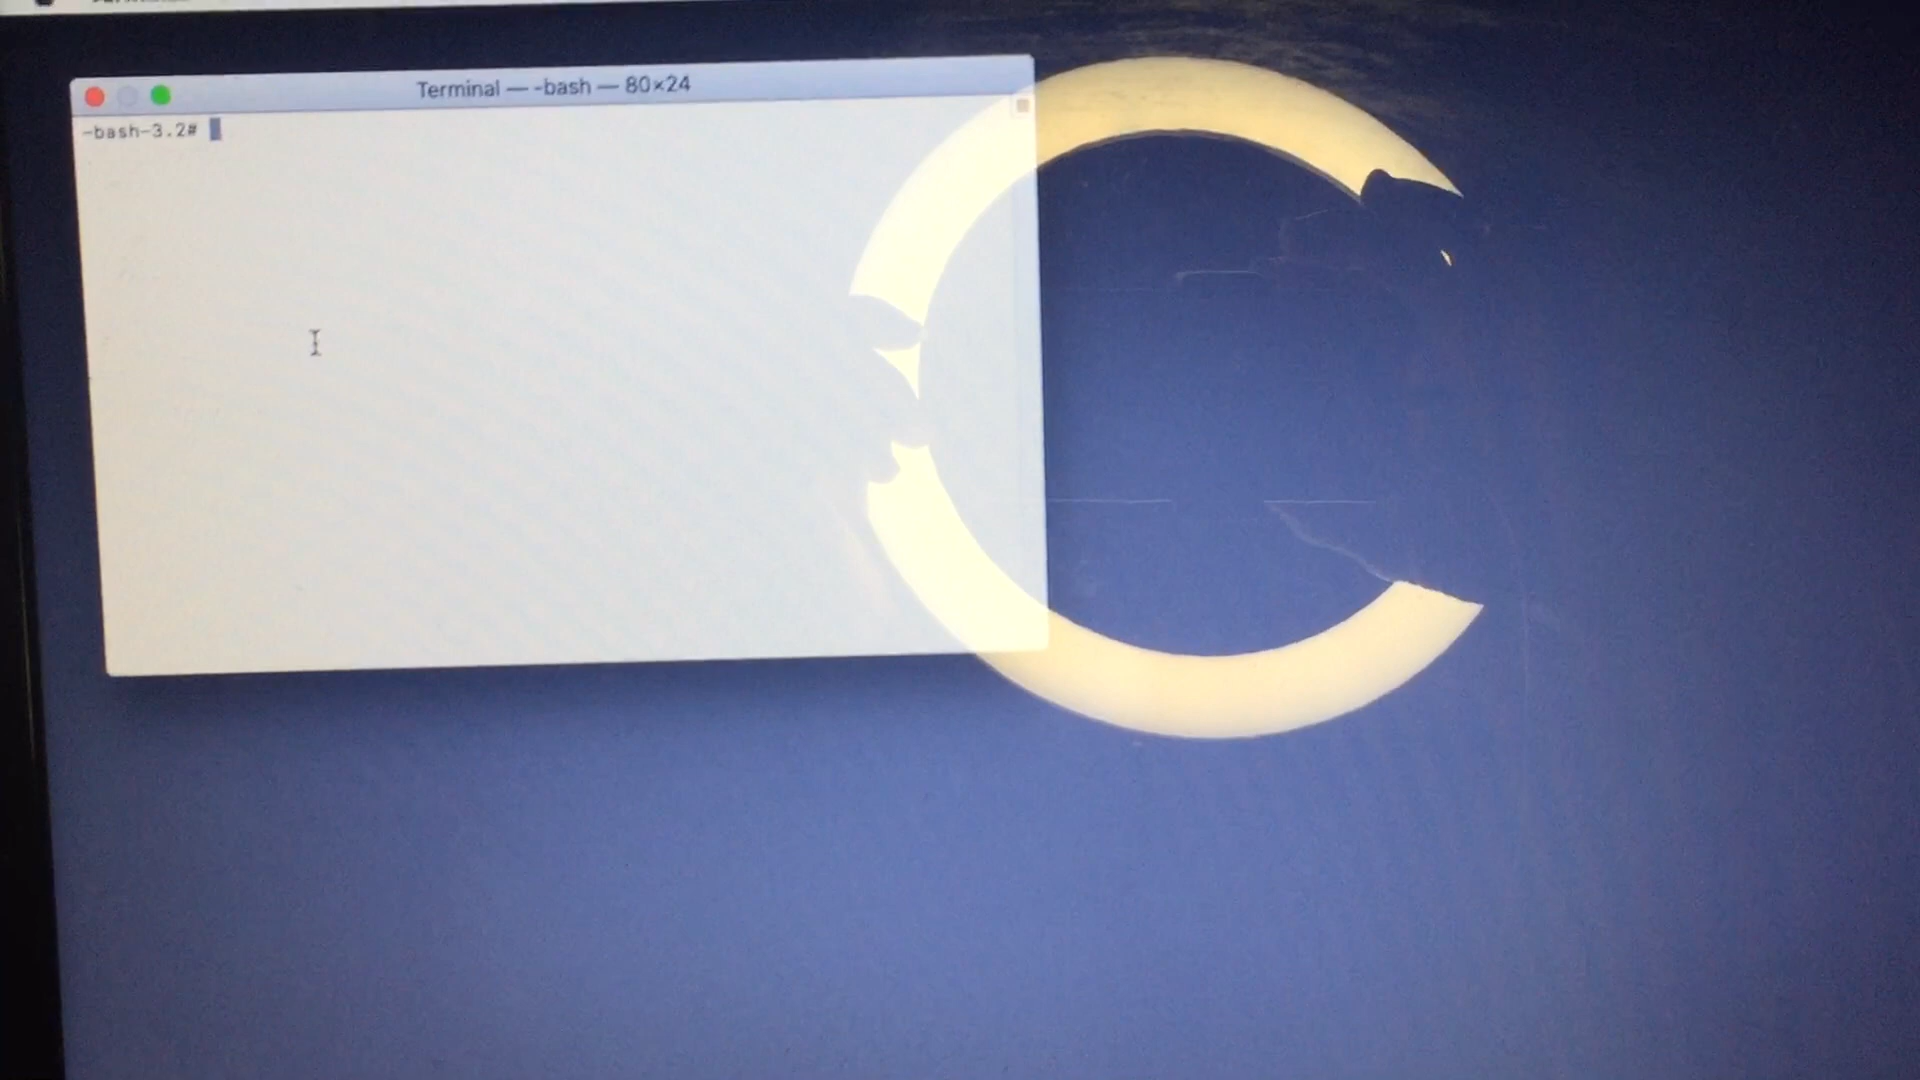 Terminal — -bash — 80×24
-bash-3.2#